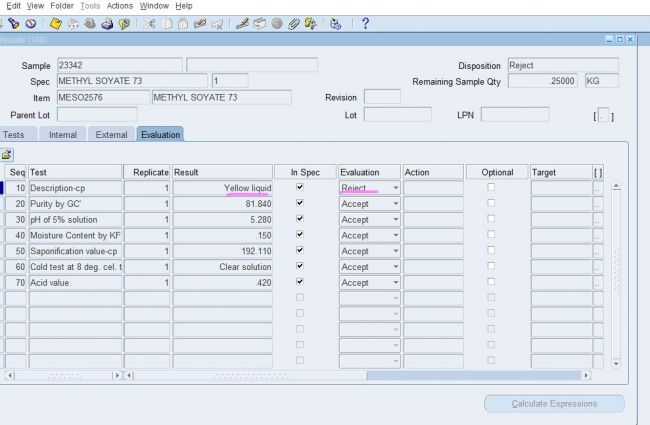 Edit View Folder Tools Actions Window Help
Results (100)
Sample 23342 Disposition Reject
Spec METHYL SOYATE 73 1 Remaining Sample Qty .25000 KG
Item MESO2576 METHYL SOYATE 73 Revision
Parent Lot Lot LPN [ . ]
Tests Internal External Evaluation
Seq Test Replicate Result In Spec Evaluation Action Optional Target [ ]
10 Description-cp 1 Yellow liquid Reject
20 Purity by GC' 1 81.840 Accept
30 pH of 5% solution 1 5.280 Accept
40 Moisture Content by KF 1 .150 Accept
50 Saponification value-cp 1 192.110 Accept
60 Cold test at 8 deg. cel. t 1 Clear solution Accept
70 Acid value. 1 .420 Accept
Calculate Expressions